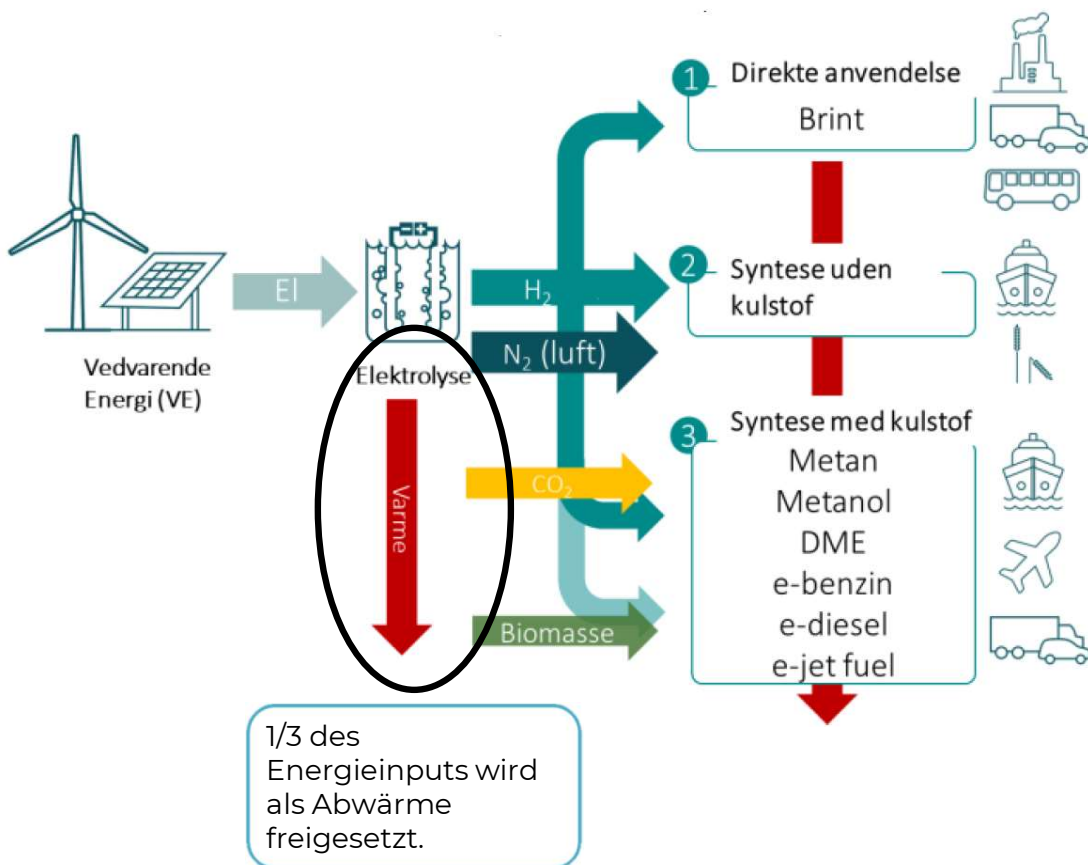 Vedvarende
Energi (VE)
El
Elektrolyse
Varme
H₂
N₂ (luft)
CO₂
Biomasse
1
Direkte anvendelse
Brint
2
Syntese uden
kulstof
3
Syntese med kulstof
Metan
Metanol
DME
e-benzin
e-diesel
e-jet fuel
1/3 des
Energieinputs wird
als Abwärme
freigesetzt.